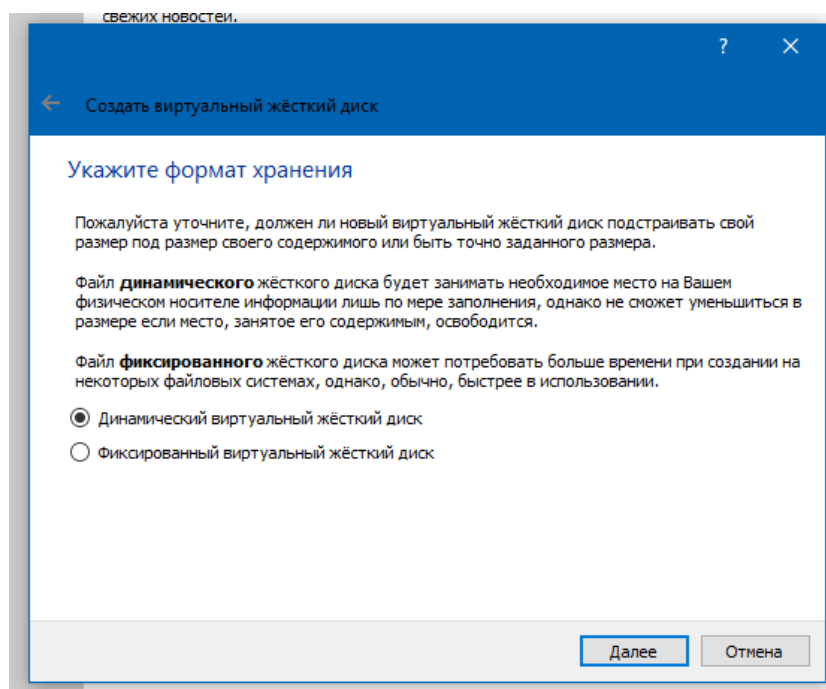 свежих новостей.
?
Создать виртуальный жёсткий диск
Укажите формат хранения
Пожалуйста уточните, должен ли новый виртуальный жёсткий диск подстраивать свой
размер под размер своего содержимого или быть точно заданного размера.
Файл динамического жёсткого диска будет занимать необходимое место на Вашем
физическом носителе информации лишь по мере заполнения, однако не сможет уменьшиться в
размере если место, занятое его содержимым, освободится.
Файл фиксированного жёсткого диска может потребовать больше времени при создании на
некоторых файловых системах, однако, обычно, быстрее в использовании.
Динамический виртуальный жёсткий диск
Фиксированный виртуальный жёсткий диск
Далее
Отмена